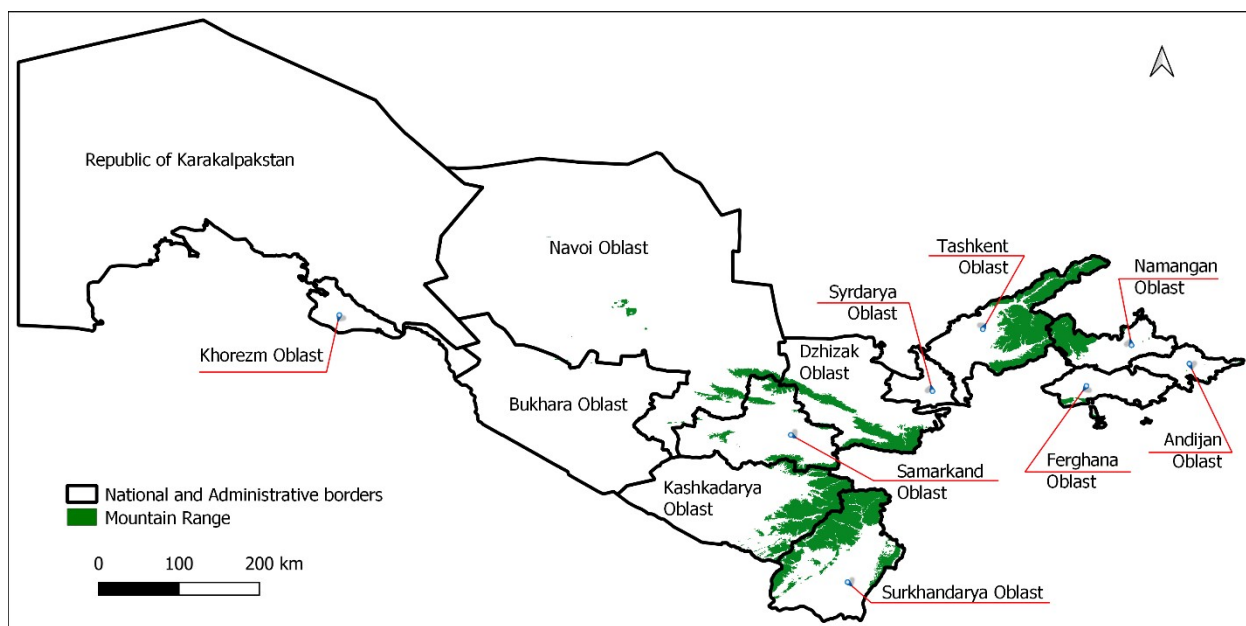 Republic of Karakalpakstan
Navoi Oblast
Tashkent
Oblast
Namangan
Oblast
Syrdarya
Oblast
Khorezm Oblast
Dzhizak
Oblast
Bukhara Oblast
Andijan
Oblast
Ferghana
Oblast
Samarkand
Oblast
Kashkadarya
Oblast
Surkhandarya Oblast
National and Administrative borders
Mountain Range
0 100 200 km